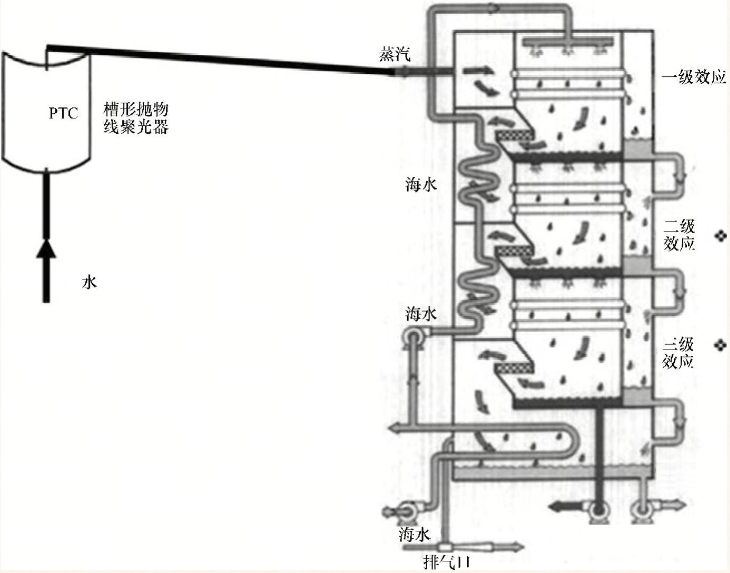 蒸汽
一级效应
PTC
槽形抛物
线聚光器
海水
二级
效应
水
海水
三级
效应
海水
排气口